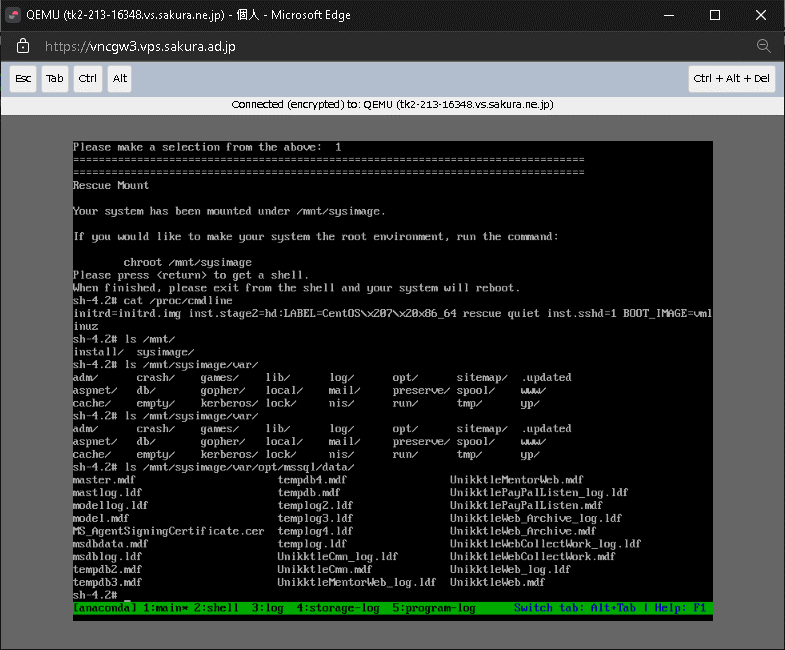 QEMU (tk2-213-16348.vs.sakura.ne.jp) - 個人 - Microsoft Edge
https://vncgw3.vps.sakura.ad.jp
Esc Tab Ctrl Alt Ctrl + Alt + Del
Connected (encrypted) to: QEMU (tk2-213-16348.vs.sakura.ne.jp)
Please make a selection from the above:  1
================================================================================
================================================================================
Rescue Mount
Your system has been mounted under /mnt/sysimage.
If you would like to make your system the root environment, run the command:
chroot /mnt/sysimage
Please press <return> to get a shell.
When finished, please exit from the shell and your system will reboot.
sh-4.2# cat /proc/cmdline
initrd=initrd.img inst.stage2=hd:LABEL=CentOS\x207\x20x86_64 rescue quiet inst.sshd=1 BOOT_IMAGE=vml
inuz
sh-4.2# ls /mnt/
install/  sysimage/
sh-4.2# ls /mnt/sysimage/var/
adm/      crash/    games/    lib/      log/      opt/      sitemap/  .updated
aspnet/   db/       gopher/   local/    mail/     preserve/ spool/    www/
cache/    empty/    kerberos/ lock/     nis/      run/      tmp/      yp/
sh-4.2# ls /mnt/sysimage/var/
adm/      crash/    games/    lib/      log/      opt/      sitemap/  .updated
aspnet/   db/       gopher/   local/    mail/     preserve/ spool/    www/
cache/    empty/    kerberos/ lock/     nis/      run/      tmp/      yp/
sh-4.2# ls /mnt/sysimage/var/opt/mssql/data/
master.mdf                      tempdb4.mdf                UnikktleMentorWeb.mdf
mastlog.ldf                     tempdb.mdf                 UnikktlePayPalListen_log.ldf
modellog.ldf                    templog2.ldf               UnikktlePayPalListen.mdf
model.mdf                       templog3.ldf               UnikktleWeb_Archive_log.ldf
MS_AgentSigningCertificate.cer  templog4.ldf               UnikktleWeb_Archive.mdf
msdbdata.mdf                    templog.ldf                UnikktleWebCollectWork_log.ldf
msdblog.ldf                     UnikktleCmn_log.ldf        UnikktleWebCollectWork.mdf
tempdb2.mdf                     UnikktleCmn.mdf            UnikktleWeb_log.ldf
tempdb3.mdf                     UnikktleMentorWeb_log.ldf  UnikktleWeb.mdf
sh-4.2# _
[anaconda] 1:main* 2:shell  3:log  4:storage-log  5:program-log      Switch tab: Alt+Tab | Help: F1